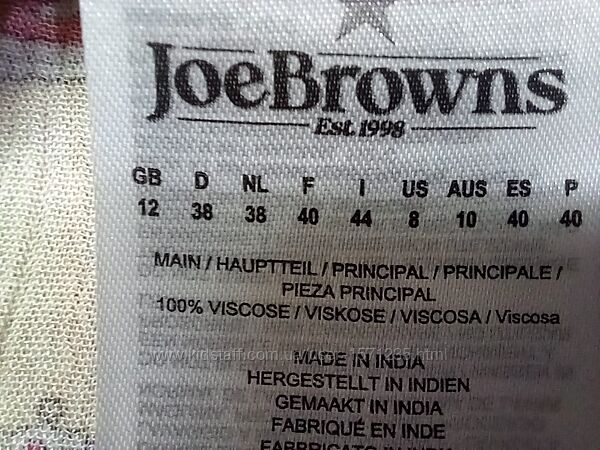 JoeBrowns
Est. 1998
GB D NL F I US AUS ES P
12 38 38 40 44 8 10 40 40
MAIN / HAUPTTEIL / PRINCIPAL / PRINCIPALE /
PIEZA PRINCIPAL
100% VISCOSE / VISKOSE / VISCOSA / Viscosa
MADE IN INDIA
HERGESTELLT IN INDIEN
GEMAAKT IN INDIA
FABRIQUÉ EN INDE
FABBRICATO IN